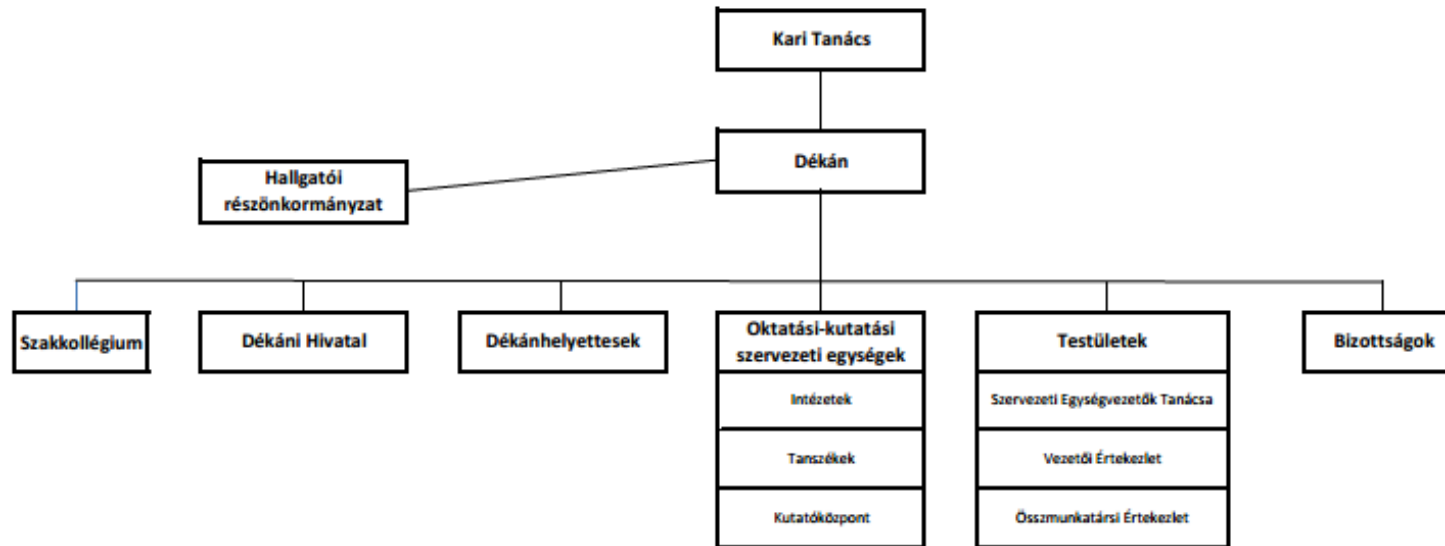 Kari Tanács
Dékán
Hallgatói
részönkormányzat
Szakkollégium
Dékáni Hivatal
Dékánhelyettesek
Oktatási-kutatási
szervezeti egységek
Testületek
Bizottságok
Intézetek
Szervezeti Egységvezetők Tanácsa
Tanszékek
Vezetői Értekezlet
Kutatóközpont
Összmunkatársi Értekezlet